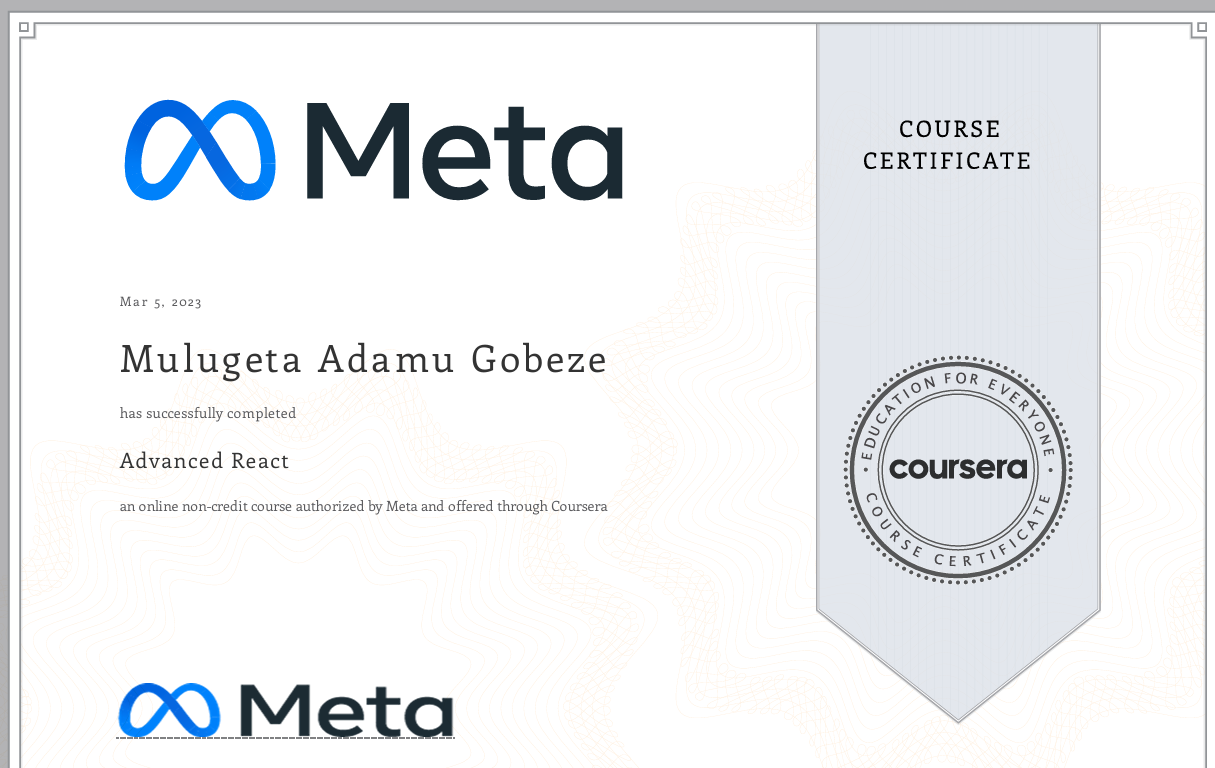 Meta
COURSE
CERTIFICATE
Mar 5, 2023
Mulugeta Adamu Gobeze
has successfully completed
Advanced React
an online non-credit course authorized by Meta and offered through Coursera
EDUCATION FOR EVERYONE
coursera
COURSE CERTIFICATE
Meta